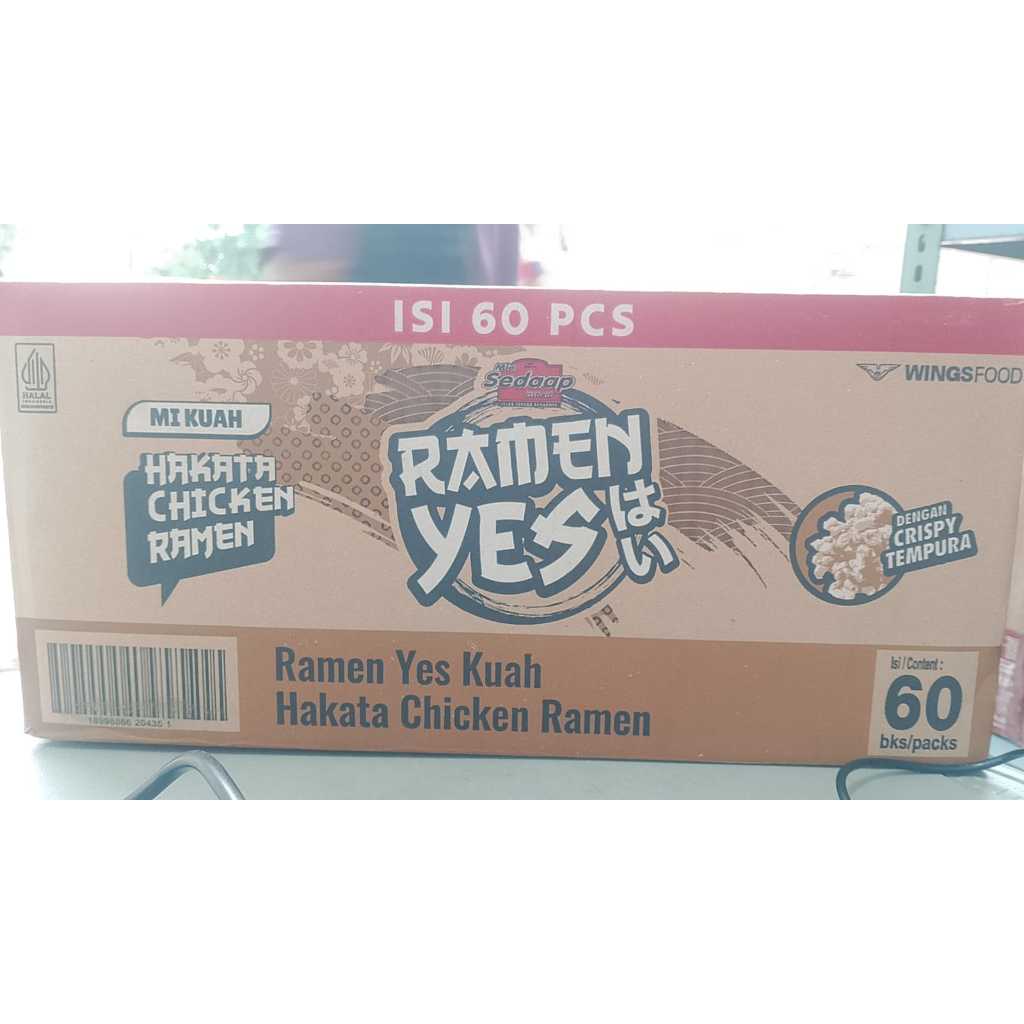 ISI 60 PCS
HALAL
INDONESIA
MI KUAH
HAKATA
CHICKEN
RAMEN
Mie
Sedaap
RAMEN
YES
はい
WINGSFOOD
DENGAN
CRISPY
TEMPURA
Ramen Yes Kuah
Hakata Chicken Ramen
Isi / Content :
60
bks/packs